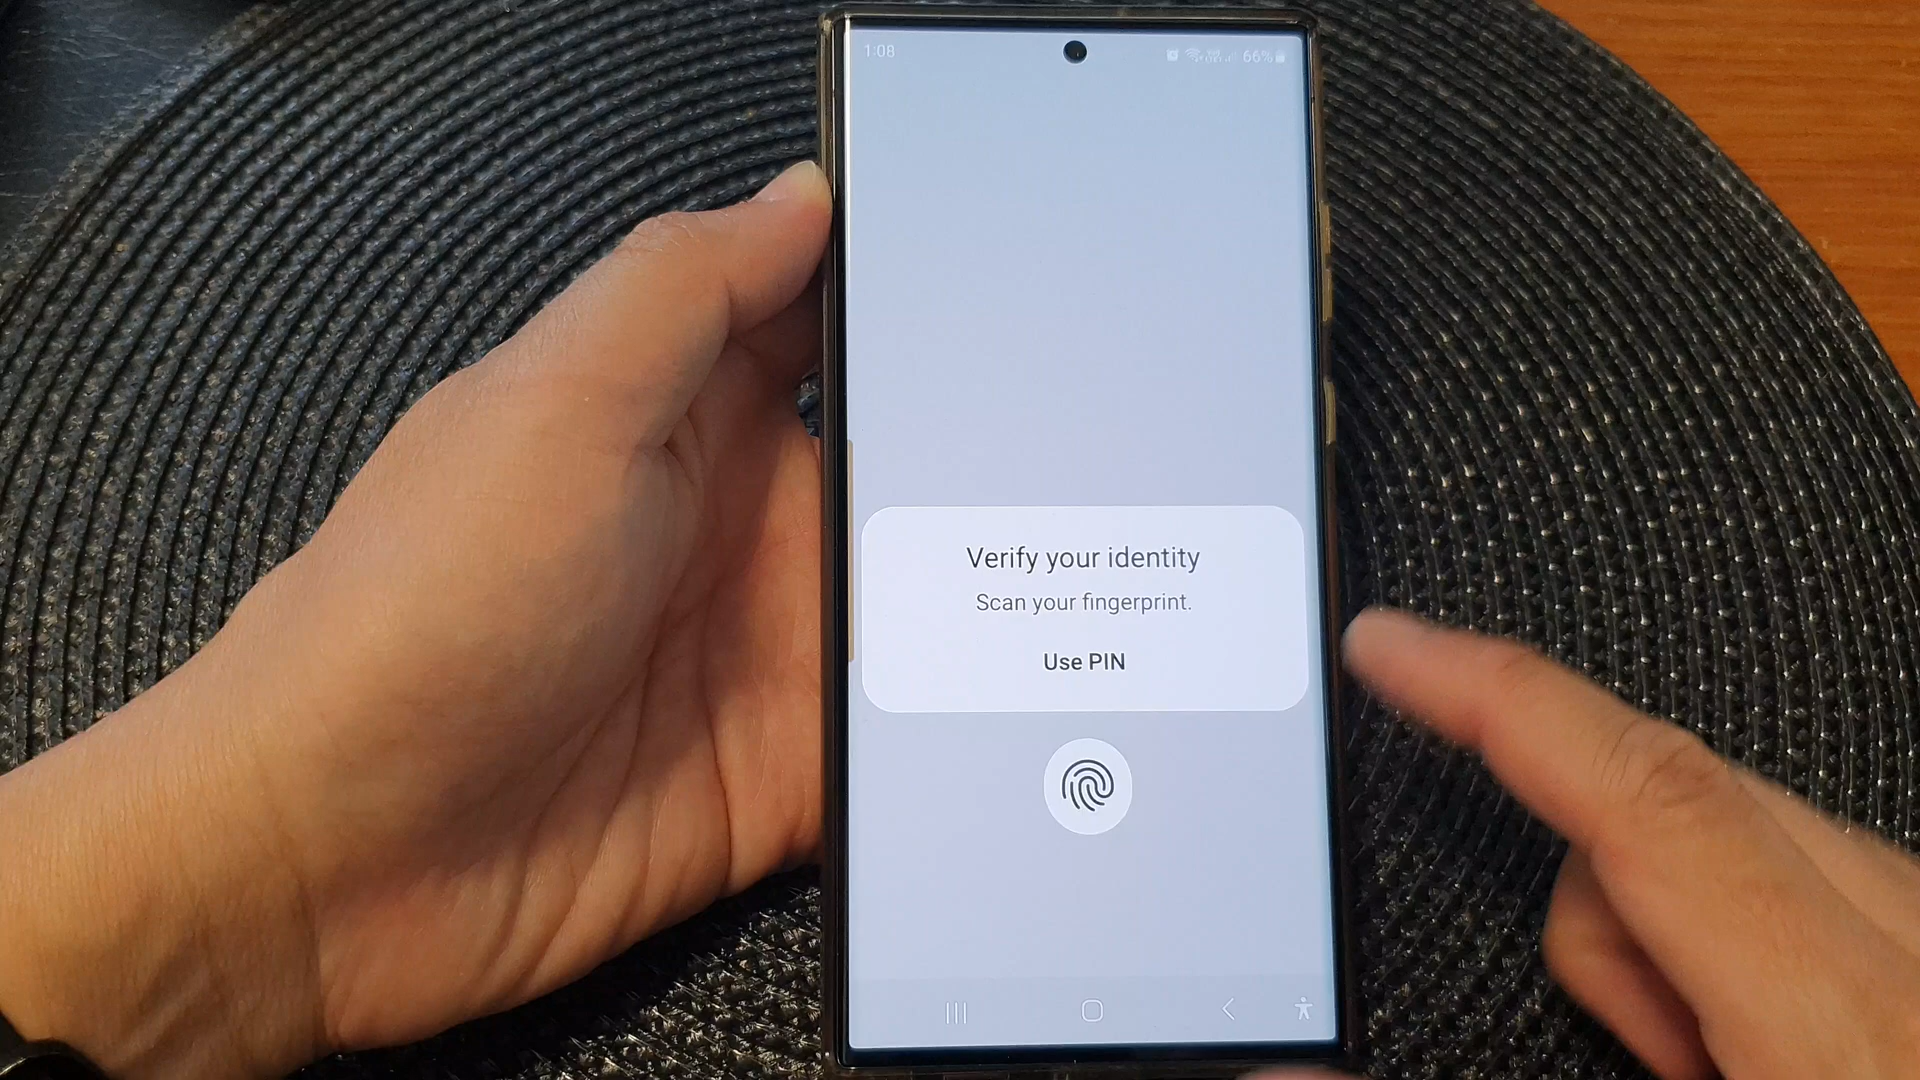 1:08
66%
Verify your identity
Scan your fingerprint.
Use PIN